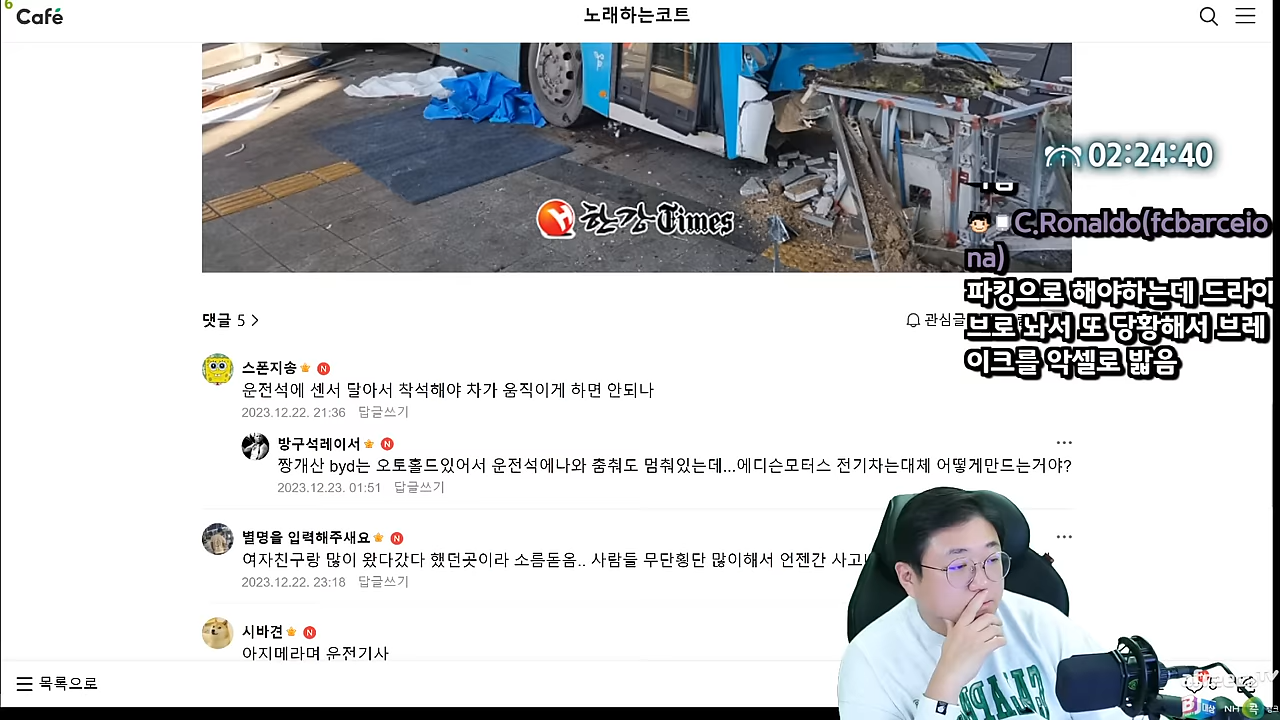 6
Café
노래하는코트
02:24:40
한강Times
C.Ronaldo(fcbarceio
na)
파킹으로 해야하는데 드라이
브로 놔서 또 당황해서 브레
이크를 악셀로 밟음
댓글 5
관심글
스폰지송 N
운전석에 센서 달아서 착석해야 차가 움직이게 하면 안되나
2023.12.22. 21:36 답글쓰기
방구석레이서 N
짱개산 byd는 오토홀드있어서 운전석에나와 춤춰도 멈춰있는데...에디슨모터스 전기차는대체 어떻게만드는거야?
2023.12.23. 01:51 답글쓰기
별명을 입력해주새요 N
여자친구랑 많이 왔다갔다 했던곳이라 소름돋음.. 사람들 무단횡단 많이해서 언젠간
2023.12.22. 23:18 답글쓰기
시바견 N
아지메라며 운전기사
목록으로